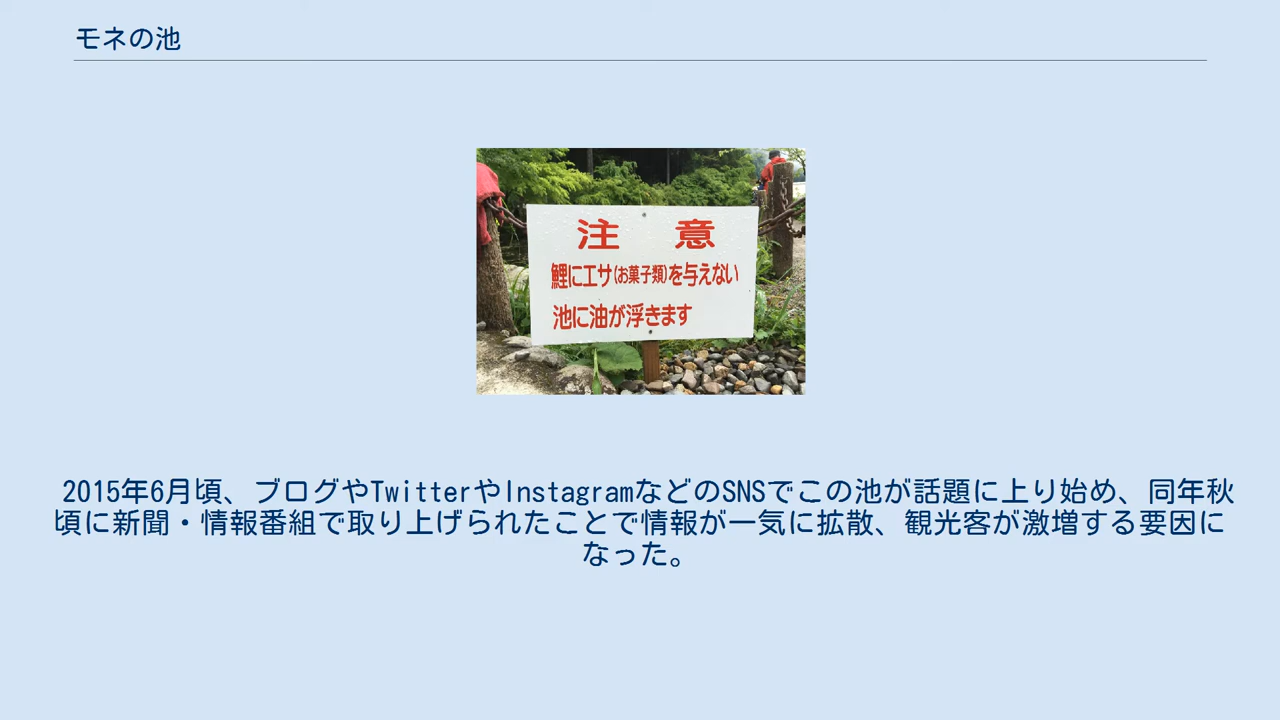 モネの池
注 意
鯉にエサ(お菓子類)を与えない
池に油が浮きます
2015年6月頃、ブログやTwitterやInstagramなどのSNSでこの池が話題に上り始め、同年秋
頃に新聞・情報番組で取り上げられたことで情報が一気に拡散、観光客が激増する要因に
なった。